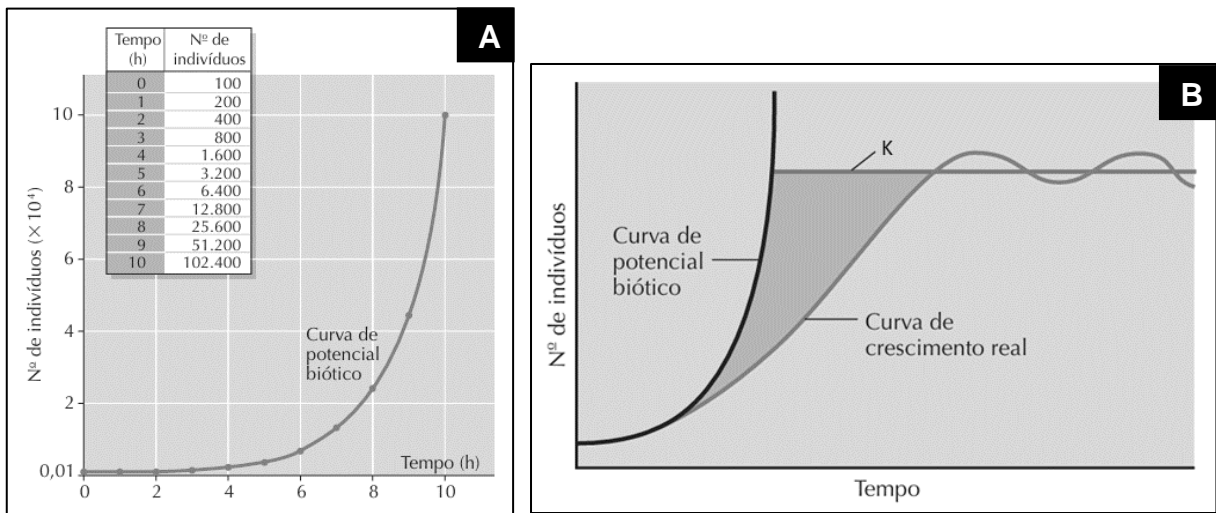 A
Tempo (h) Nº de indivíduos
0 100
1 200
2 400
3 800
4 1.600
5 3.200
6 6.400
7 12.800
8 25.600
9 51.200
10 102.400
Nº de indivíduos (× 10⁻⁴)
10
8
6
4
2
0,01
Curva de
potencial
biótico
Tempo (h)
0 2 4 6 8 10
B
K
Nº de indivíduos
Curva de
potencial
biótico
Curva de
crescimento real
Tempo